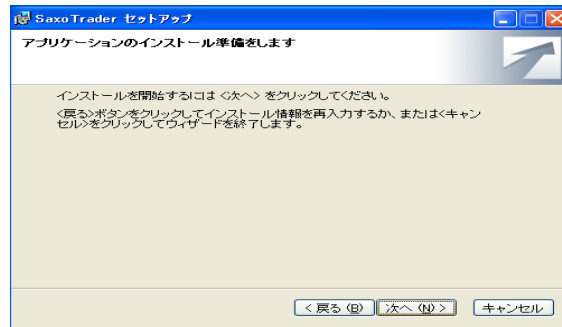 SaxoTrader セットアップ
アプリケーションのインストール準備をします
インストールを開始するには <次へ> をクリックしてください。
<戻る>ボタンをクリックしてインストール情報を再入力するか、または<キャン
セル>をクリックしてウィザードを終了します。
< 戻る (B) 次へ (N) > キャンセル